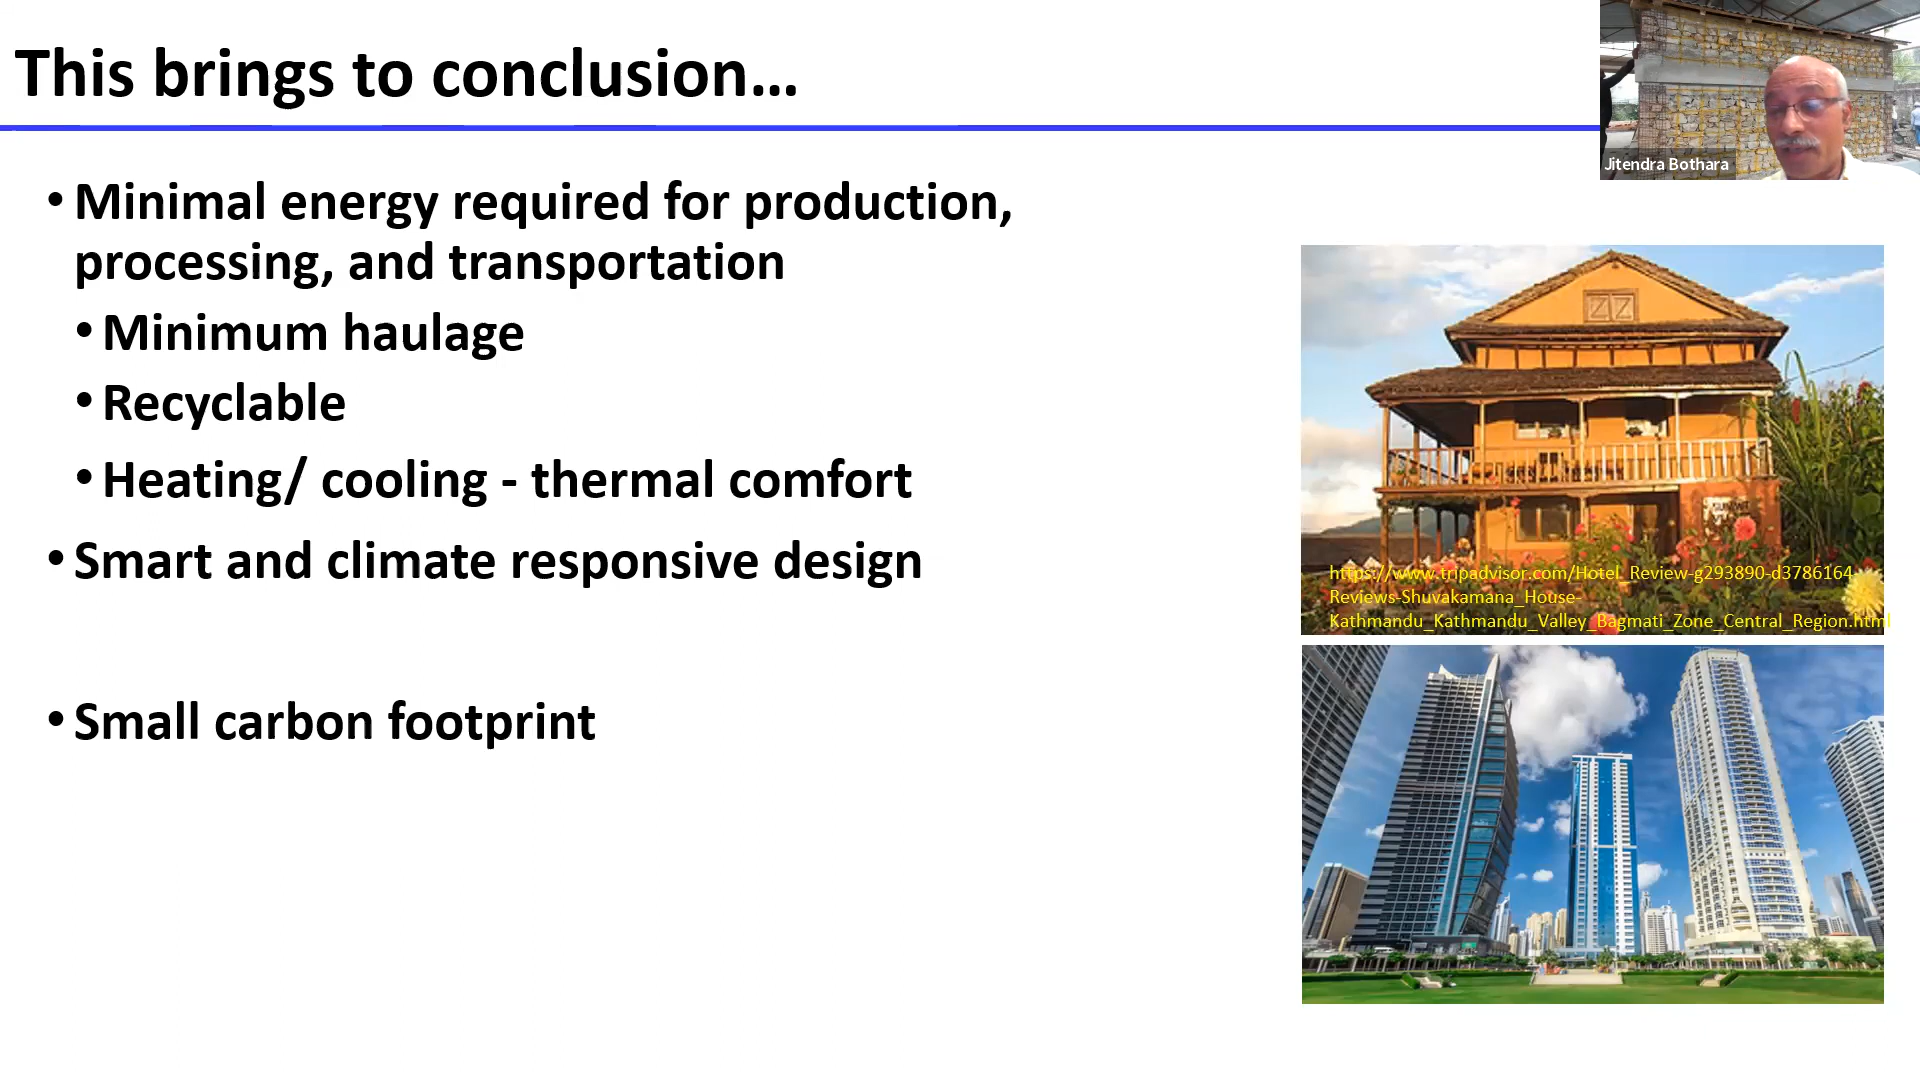 This brings to conclusion...
Jitendra Bothara
• Minimal energy required for production,
processing, and transportation
• Minimum haulage
• Recyclable
• Heating/ cooling - thermal comfort
• Smart and climate responsive design
• Small carbon footprint
https://www.tripadvisor.com/Hotel_Review-g293890-d3786164-
Reviews-Shuvakamana_House-
Kathmandu_Kathmandu_Valley_Bagmati_Zone_Central_Region.html